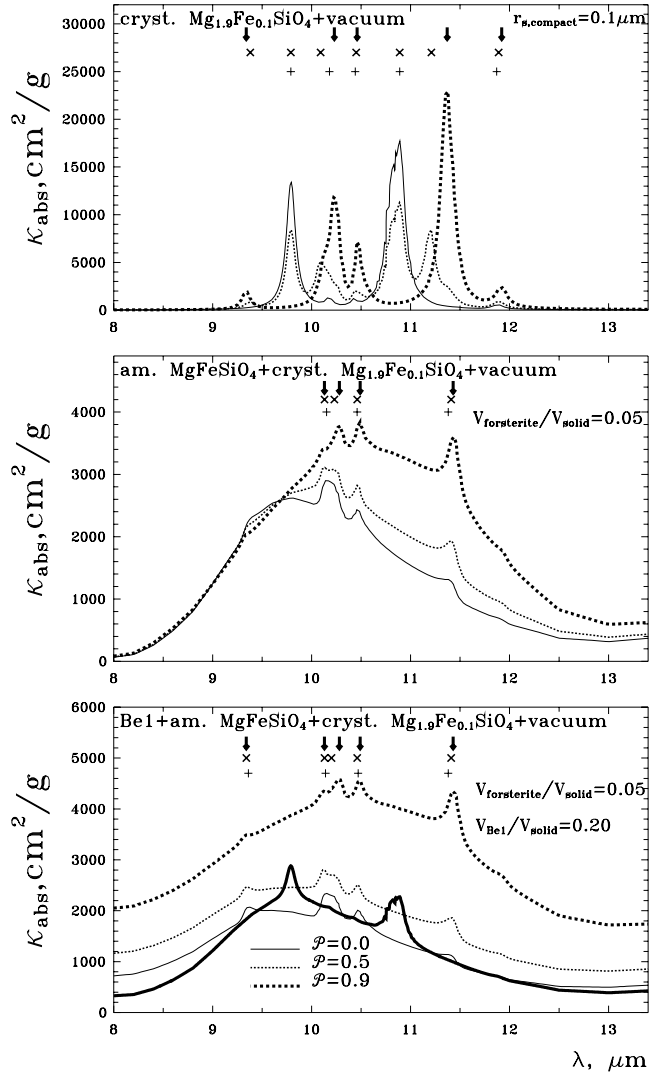 cryst. Mg1.9Fe0.1SiO4+vacuum rs,compact=0.1μm
30000
25000
20000
15000
10000
5000
0
κabs,cm2/g
8 9 10 11 12 13
am. MgFeSiO4+cryst. Mg1.9Fe0.1SiO4+vacuum
Vforsterite/Vsolid=0.05
4000
3000
2000
1000
0
κabs,cm2/g
8 9 10 11 12 13
6000
Be1+am. MgFeSiO4+cryst. Mg1.9Fe0.1SiO4+vacuum
5000
Vforsterite/Vsolid=0.05
4000
VBe1/Vsolid=0.20
3000
2000
1000
0
κabs,cm2/g
𝒫=0.0
𝒫=0.5
𝒫=0.9
8 9 10 11 12 13
λ, μm